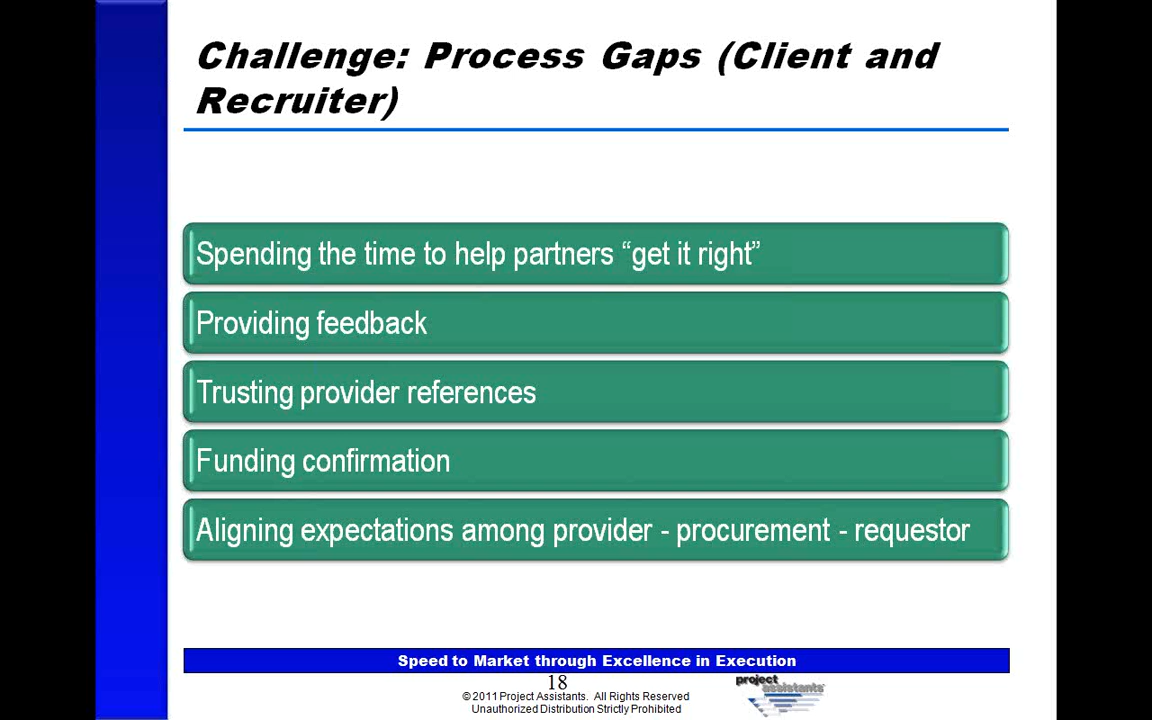 Challenge: Process Gaps (Client and
Recruiter)
Spending the time to help partners “get it right”
Providing feedback
Trusting provider references
Funding confirmation
Aligning expectations among provider - procurement - requestor
Speed to Market through Excellence in Execution
18
©2011 Project Assistants. All Rights Reserved
Unauthorized Distribution Strictly Prohibited
project
assistants